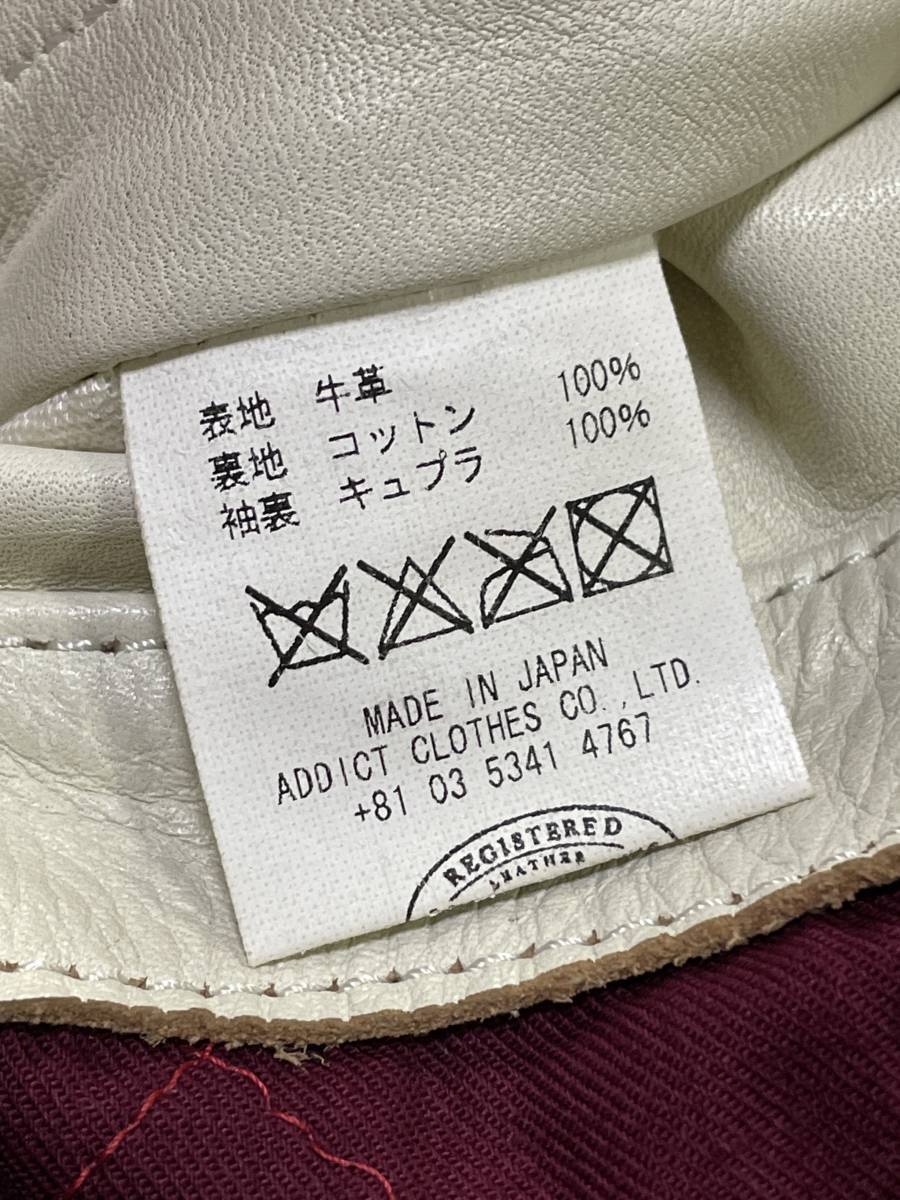 表地 牛革 100%
裏地 コットン 100%
袖裏 キュプラ
MADE IN JAPAN
ADDICT CLOTHES CO.,LTD.
+81 03 5341 4767
REGISTERED
LEATHER